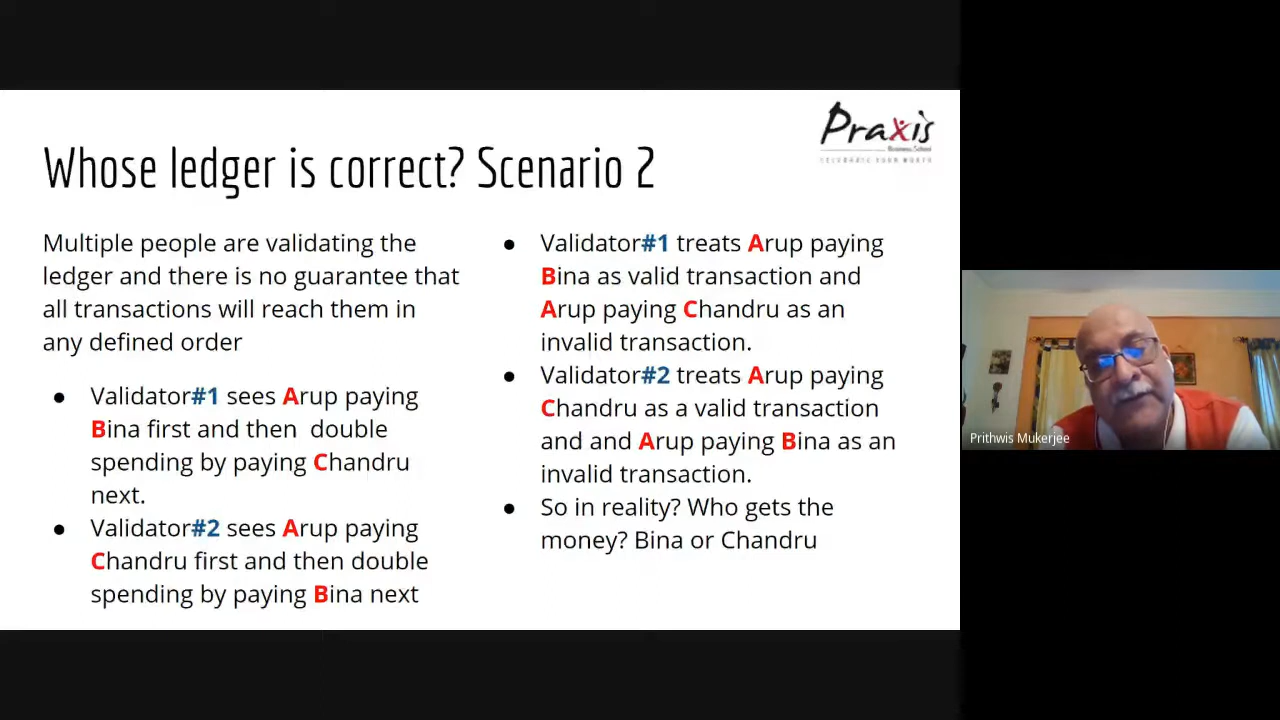 Praxis
Business School
Whose ledger is correct? Scenario 2
Multiple people are validating the
ledger and there is no guarantee that
all transactions will reach them in
any defined order
● Validator#1 sees Arup paying
Bina first and then double
spending by paying Chandru
next.
● Validator#2 sees Arup paying
Chandru first and then double
spending by paying Bina next
● Validator#1 treats Arup paying
Bina as valid transaction and
Arup paying Chandru as an
invalid transaction.
● Validator#2 treats Arup paying
Chandru as a valid transaction
and and Arup paying Bina as an
invalid transaction.
● So in reality? Who gets the
money? Bina or Chandru
Prithwis Mukerjee